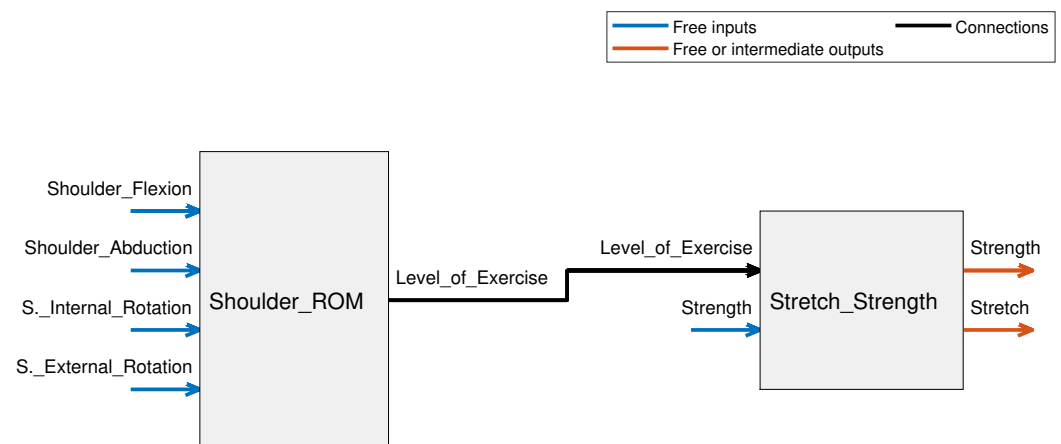 Free inputs
Connections
Free or intermediate outputs
Shoulder_Flexion
Shoulder_Abduction
S._Internal_Rotation
S._External_Rotation
Shoulder_ROM
Level_of_Exercise
Level_of_Exercise
Strength
Stretch_Strength
Strength
Stretch